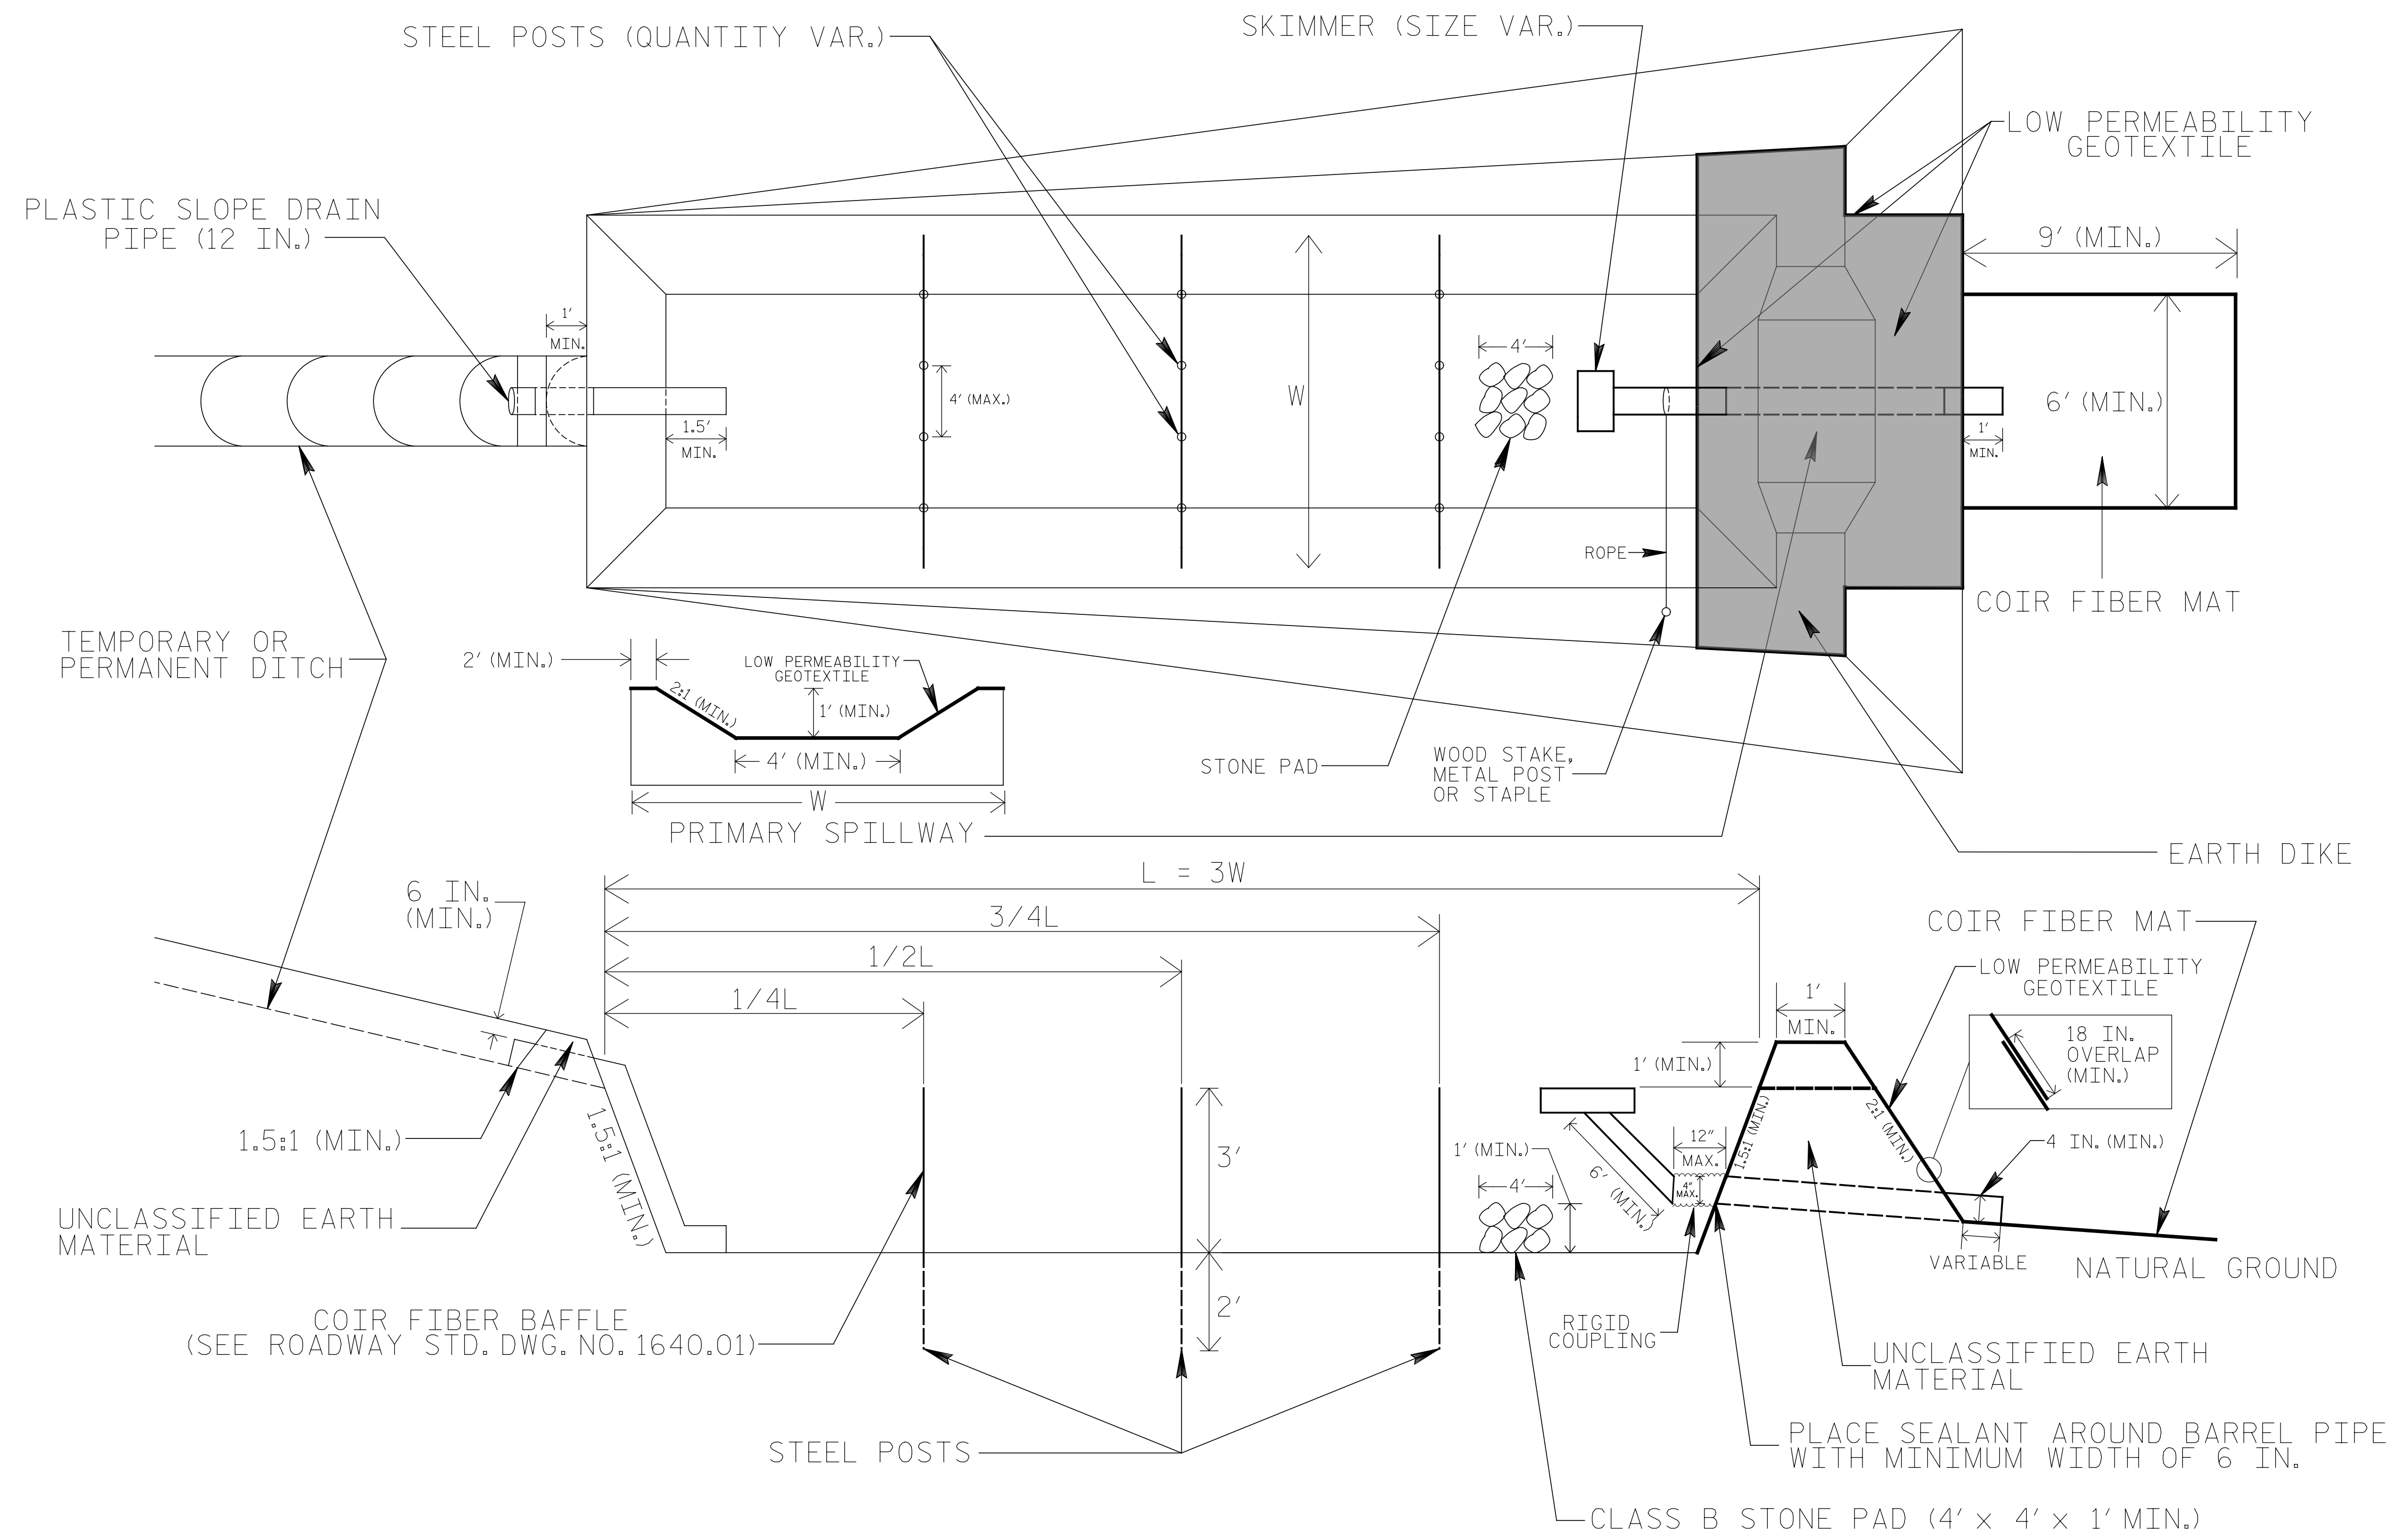 STEEL POSTS (QUANTITY VAR.)
SKIMMER (SIZE VAR.)
LOW PERMEABILITY
GEOTEXTILE
PLASTIC SLOPE DRAIN
PIPE (12 IN.)
9' (MIN.)
1'
MIN.
4'
W
4' (MAX.)
6' (MIN.)
1.5'
MIN.
1'
MIN.
ROPE
COIR FIBER MAT
TEMPORARY OR
PERMANENT DITCH
2' (MIN.)
LOW PERMEABILITY
GEOTEXTILE
2:1 (MIN.)
1' (MIN.)
4' (MIN.)
W
PRIMARY SPILLWAY
STONE PAD
WOOD STAKE,
METAL POST
OR STAPLE
EARTH DIKE
L = 3W
3/4L
1/2L
1/4L
6 IN.
(MIN.)
COIR FIBER MAT
LOW PERMEABILITY
GEOTEXTILE
1'
MIN.
18 IN.
OVERLAP
(MIN.)
1' (MIN.)
1.5:1 (MIN.)
1.5:1 (MIN.)
3'
2'
1' (MIN.)
4'
6' (MIN.)
12"
MAX.
4"
MAX.
1.5:1 (MIN.)
2:1 (MIN.)
4 IN. (MIN.)
VARIABLE
NATURAL GROUND
UNCLASSIFIED EARTH
MATERIAL
COIR FIBER BAFFLE
(SEE ROADWAY STD. DWG. NO. 1640.01)
RIGID
COUPLING
UNCLASSIFIED EARTH
MATERIAL
STEEL POSTS
PLACE SEALANT AROUND BARREL PIPE
WITH MINIMUM WIDTH OF 6 IN.
CLASS B STONE PAD (4' x 4' x 1' MIN.)